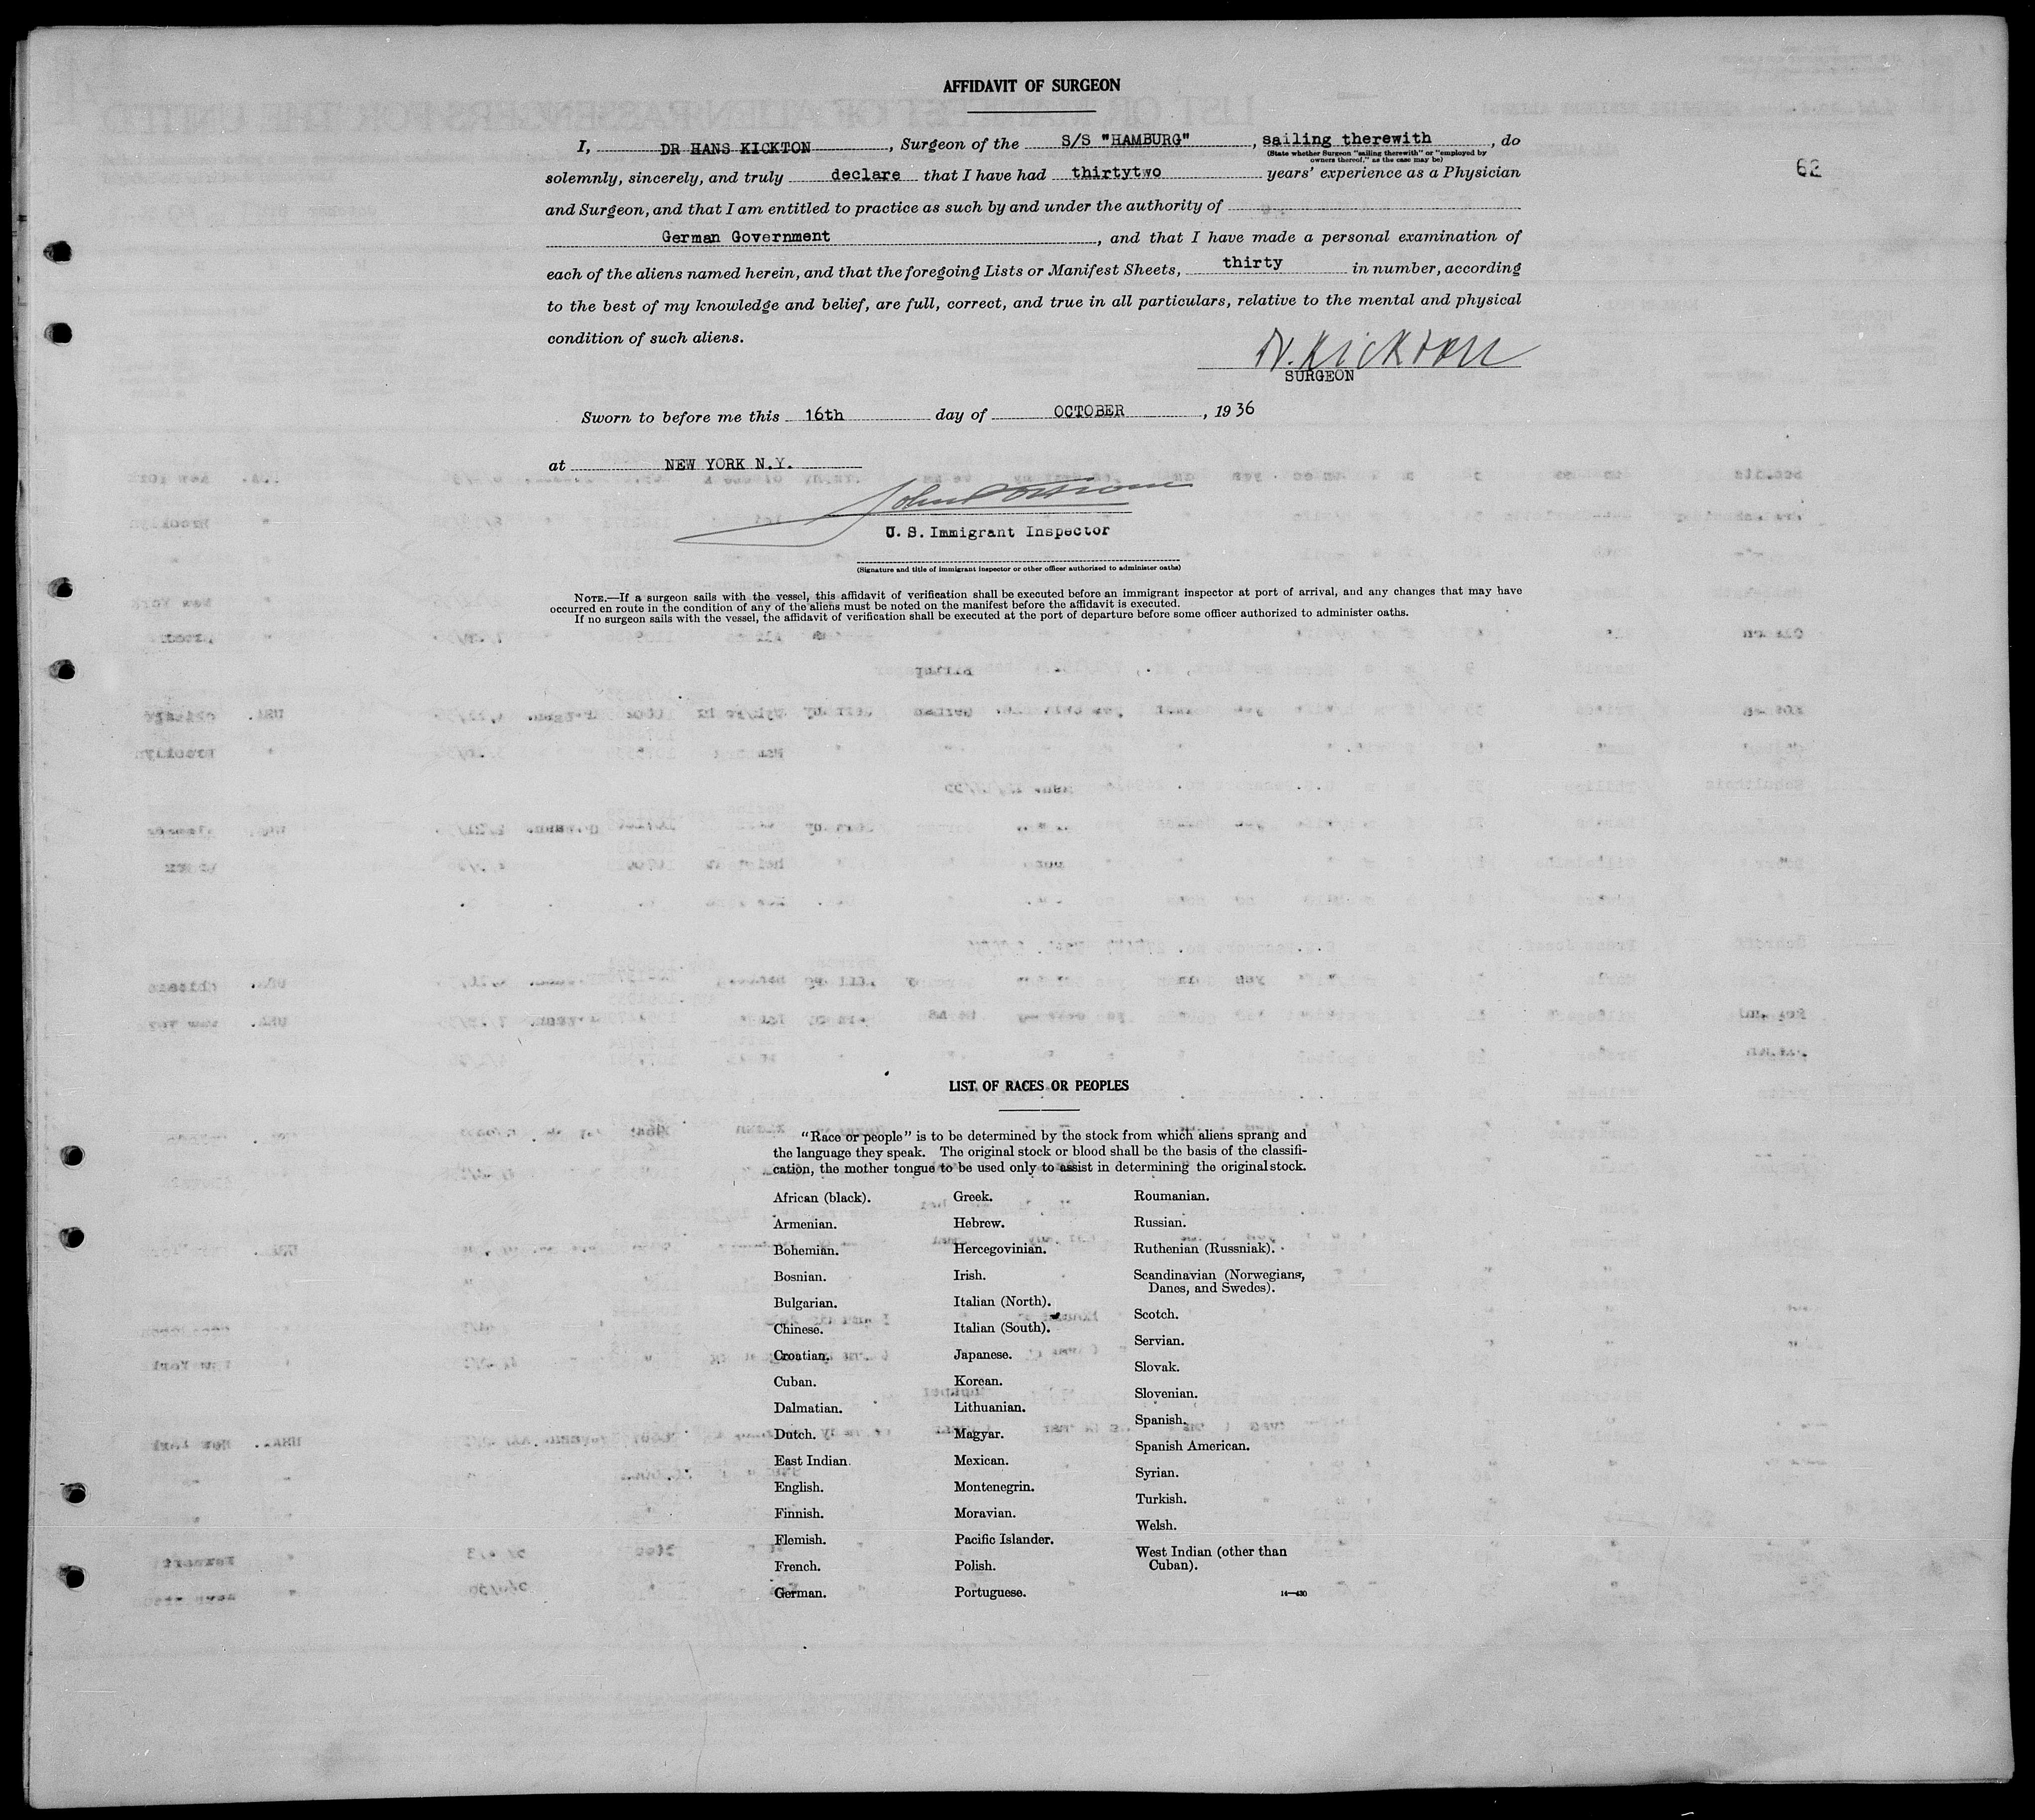 AFFIDAVIT OF SURGEON
I, DR HANS KICKTON, Surgeon of the S/S "HAMBURG", sailing therewith, do
(State whether Surgeon "sailing therewith" or "employed by
owners thereof," as the case may be)
62
solemnly, sincerely, and truly declare that I have had thirtytwo years' experience as a Physician
and Surgeon, and that I am entitled to practice as such by and under the authority of
German Government, and that I have made a personal examination of
each of the aliens named herein, and that the foregoing Lists or Manifest Sheets, thirty in number, according
to the best of my knowledge and belief, are full, correct, and true in all particulars, relative to the mental and physical
condition of such aliens.
Kickton
SURGEON
Sworn to before me this 16th day of OCTOBER, 1936
at NEW YORK N.Y.
John
U. S. Immigrant Inspector
(Signature and title of immigrant inspector or other officer authorized to administer oaths)
NOTE.—If a surgeon sails with the vessel, this affidavit of verification shall be executed before an immigrant inspector at port of arrival, and any changes that may have
occurred en route in the condition of any of the aliens must be noted on the manifest before the affidavit is executed.
If no surgeon sails with the vessel, the affidavit of verification shall be executed at the port of departure before some officer authorized to administer oaths.
LIST OF RACES OR PEOPLES
"Race or people" is to be determined by the stock from which aliens sprang and
the language they speak. The original stock or blood shall be the basis of the classifi-
cation, the mother tongue to be used only to assist in determining the original stock.
African (black).
Armenian.
Bohemian.
Bosnian.
Bulgarian.
Chinese.
Croatian.
Cuban.
Dalmatian.
Dutch.
East Indian.
English.
Finnish.
Flemish.
French.
German.
Greek.
Hebrew.
Hercegovinian.
Irish.
Italian (North).
Italian (South).
Japanese.
Korean.
Lithuanian.
Magyar.
Mexican.
Montenegrin.
Moravian.
Pacific Islander.
Polish.
Portuguese.
Roumanian.
Russian.
Ruthenian (Russniak).
Scandinavian (Norwegians,
Danes, and Swedes).
Scotch.
Servian.
Slovak.
Slovenian.
Spanish.
Spanish American.
Syrian.
Turkish.
Welsh.
West Indian (other than
Cuban).
14—430